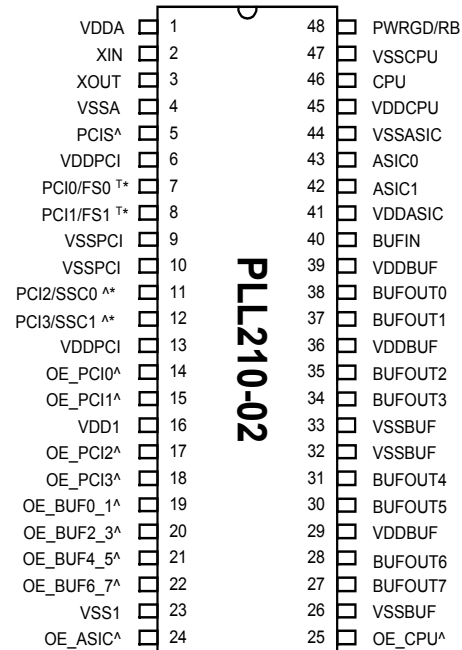 VDDA 1 48 PWRGD/RB
XIN 2 47 VSSCPU
XOUT 3 46 CPU
VSSA 4 45 VDDCPU
PCIS^ 5 44 VSSASIC
VDDPCI 6 43 ASIC0
PCI0/FS0 T* 7 42 ASIC1
PCI1/FS1 T* 8 41 VDDASIC
VSSPCI 9 40 BUFIN
VSSPCI 10 39 VDDBUF
PCI2/SSC0 ^* 11 38 BUFOUT0
PCI3/SSC1 ^* 12 37 BUFOUT1
VDDPCI 13 36 VDDBUF
OE_PCI0^ 14 35 BUFOUT2
OE_PCI1^ 15 34 BUFOUT3
VDD1 16 33 VSSBUF
OE_PCI2^ 17 32 VSSBUF
OE_PCI3^ 18 31 BUFOUT4
OE_BUF0_1^ 19 30 BUFOUT5
OE_BUF2_3^ 20 29 VDDBUF
OE_BUF4_5^ 21 28 BUFOUT6
OE_BUF6_7^ 22 27 BUFOUT7
VSS1 23 26 VSSBUF
OE_ASIC^ 24 25 OE_CPU^
PLL210-02